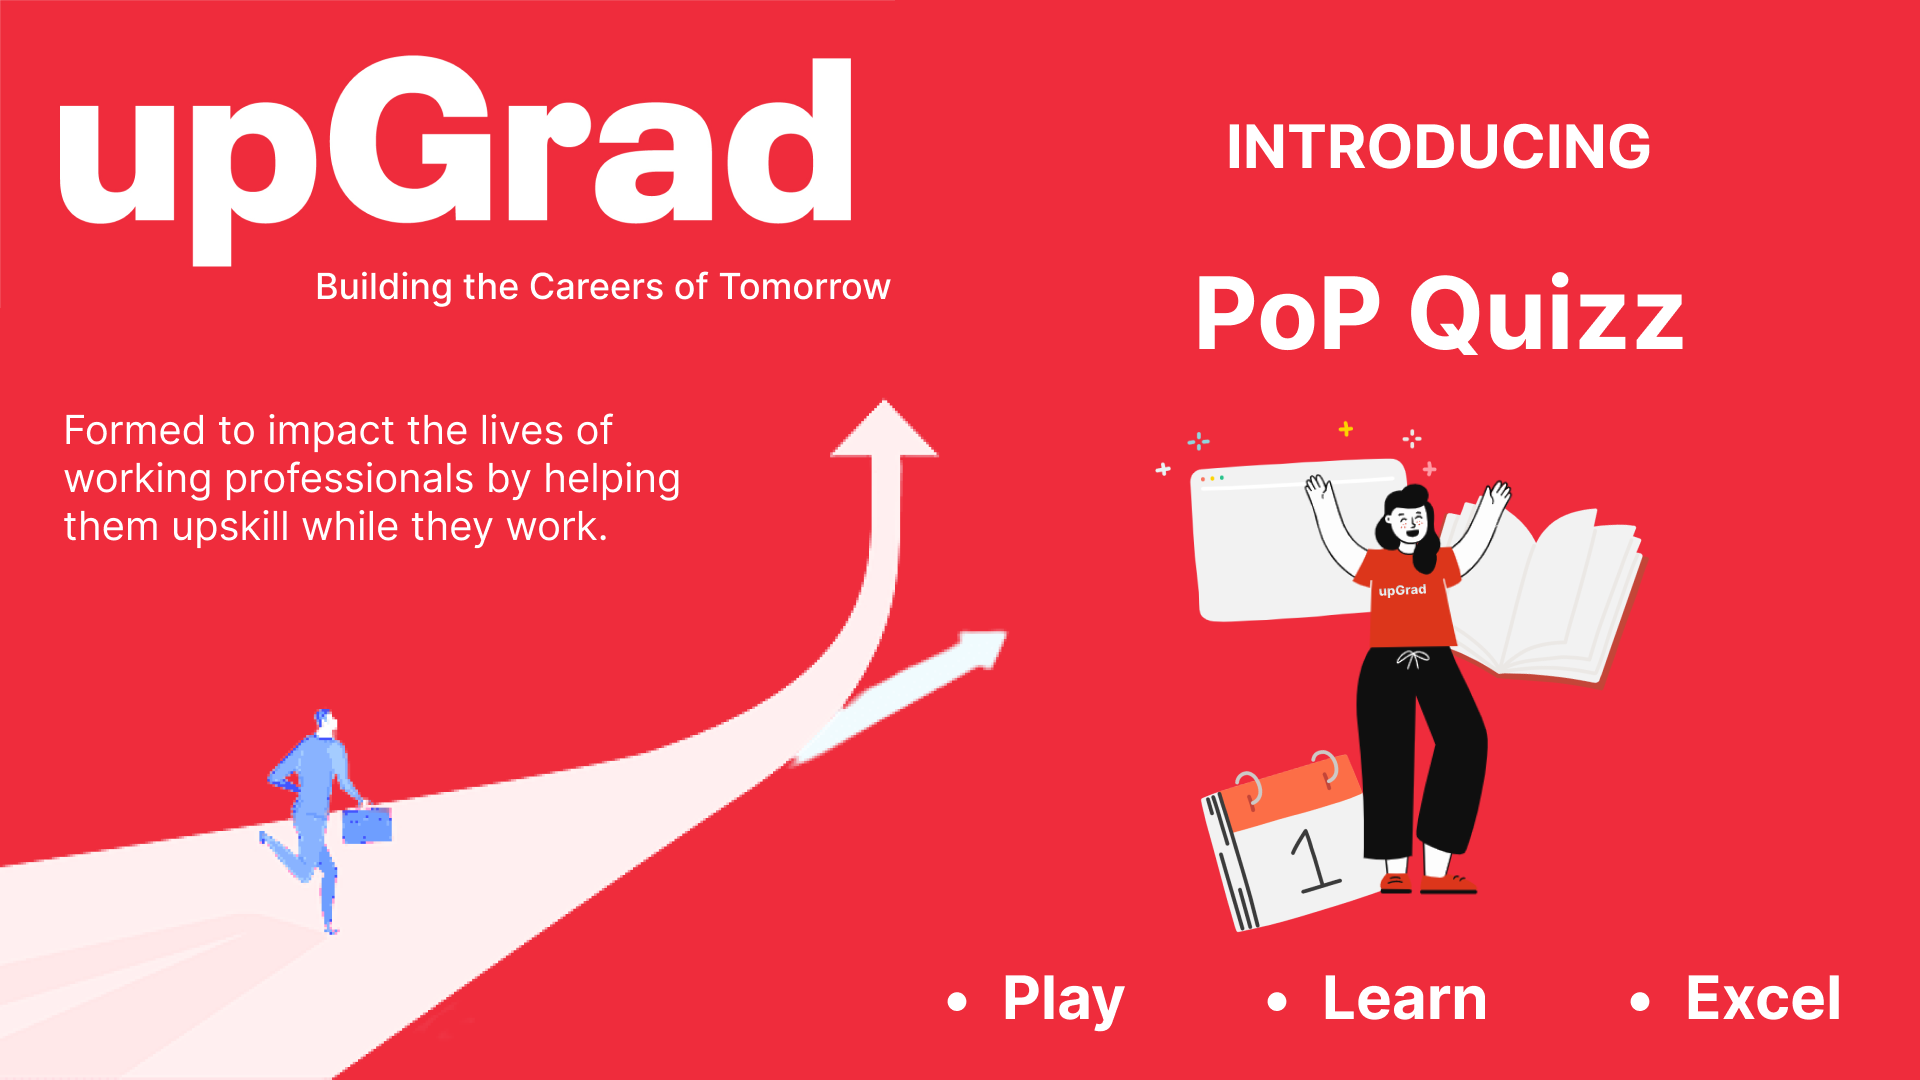 upGrad
Building the Careers of Tomorrow
Formed to impact the lives of
working professionals by helping
them upskill while they work.
INTRODUCING
PoP Quizz
upGrad
1
• Play • Learn • Excel